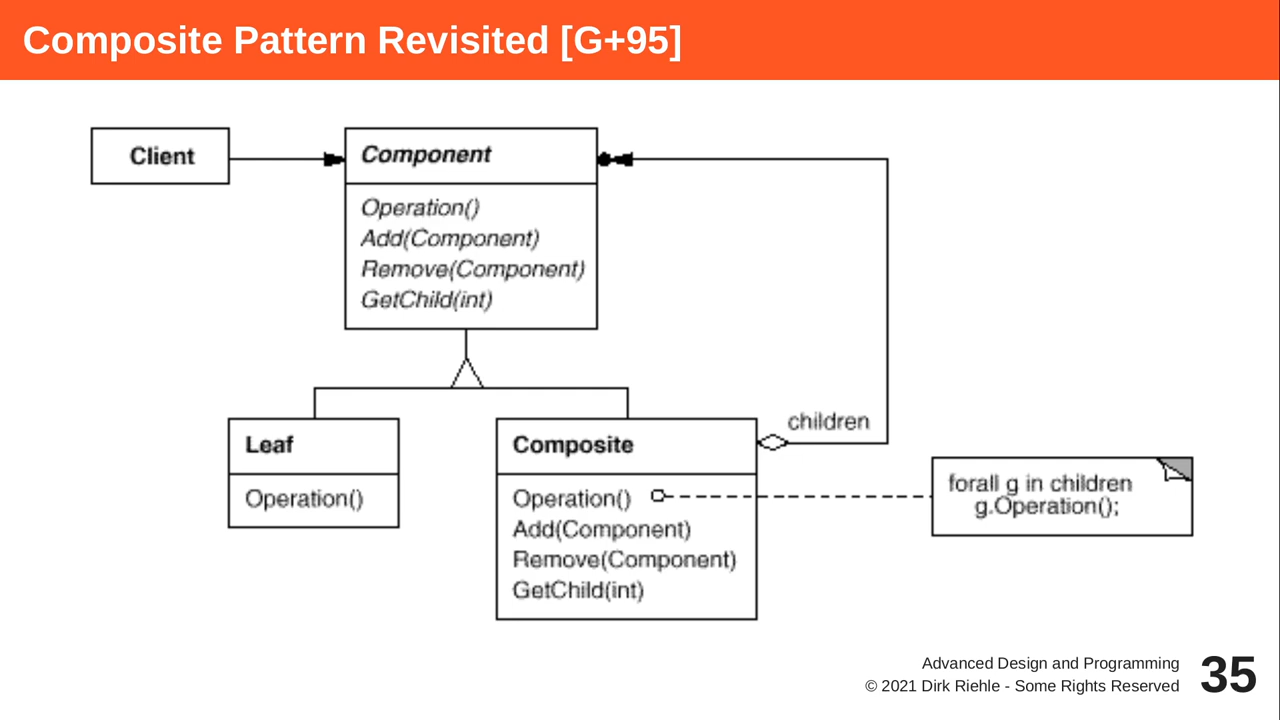 Composite Pattern Revisited [G+95]
Client
Component
Operation()
Add(Component)
Remove(Component)
GetChild(int)
children
Leaf
Operation()
Composite
Operation()
Add(Component)
Remove(Component)
GetChild(int)
forall g in children
g.Operation();
Advanced Design and Programming
© 2021 Dirk Riehle - Some Rights Reserved
35